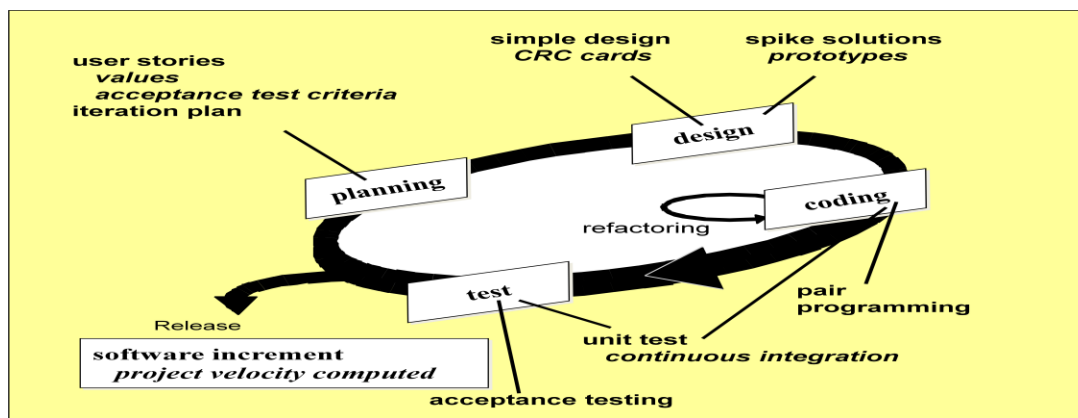 simple design
CRC cards
spike solutions
prototypes
user stories
values
acceptance test criteria
iteration plan
design
planning
coding
refactoring
test
pair
programming
Release
unit test
continuous integration
software increment
project velocity computed
acceptance testing